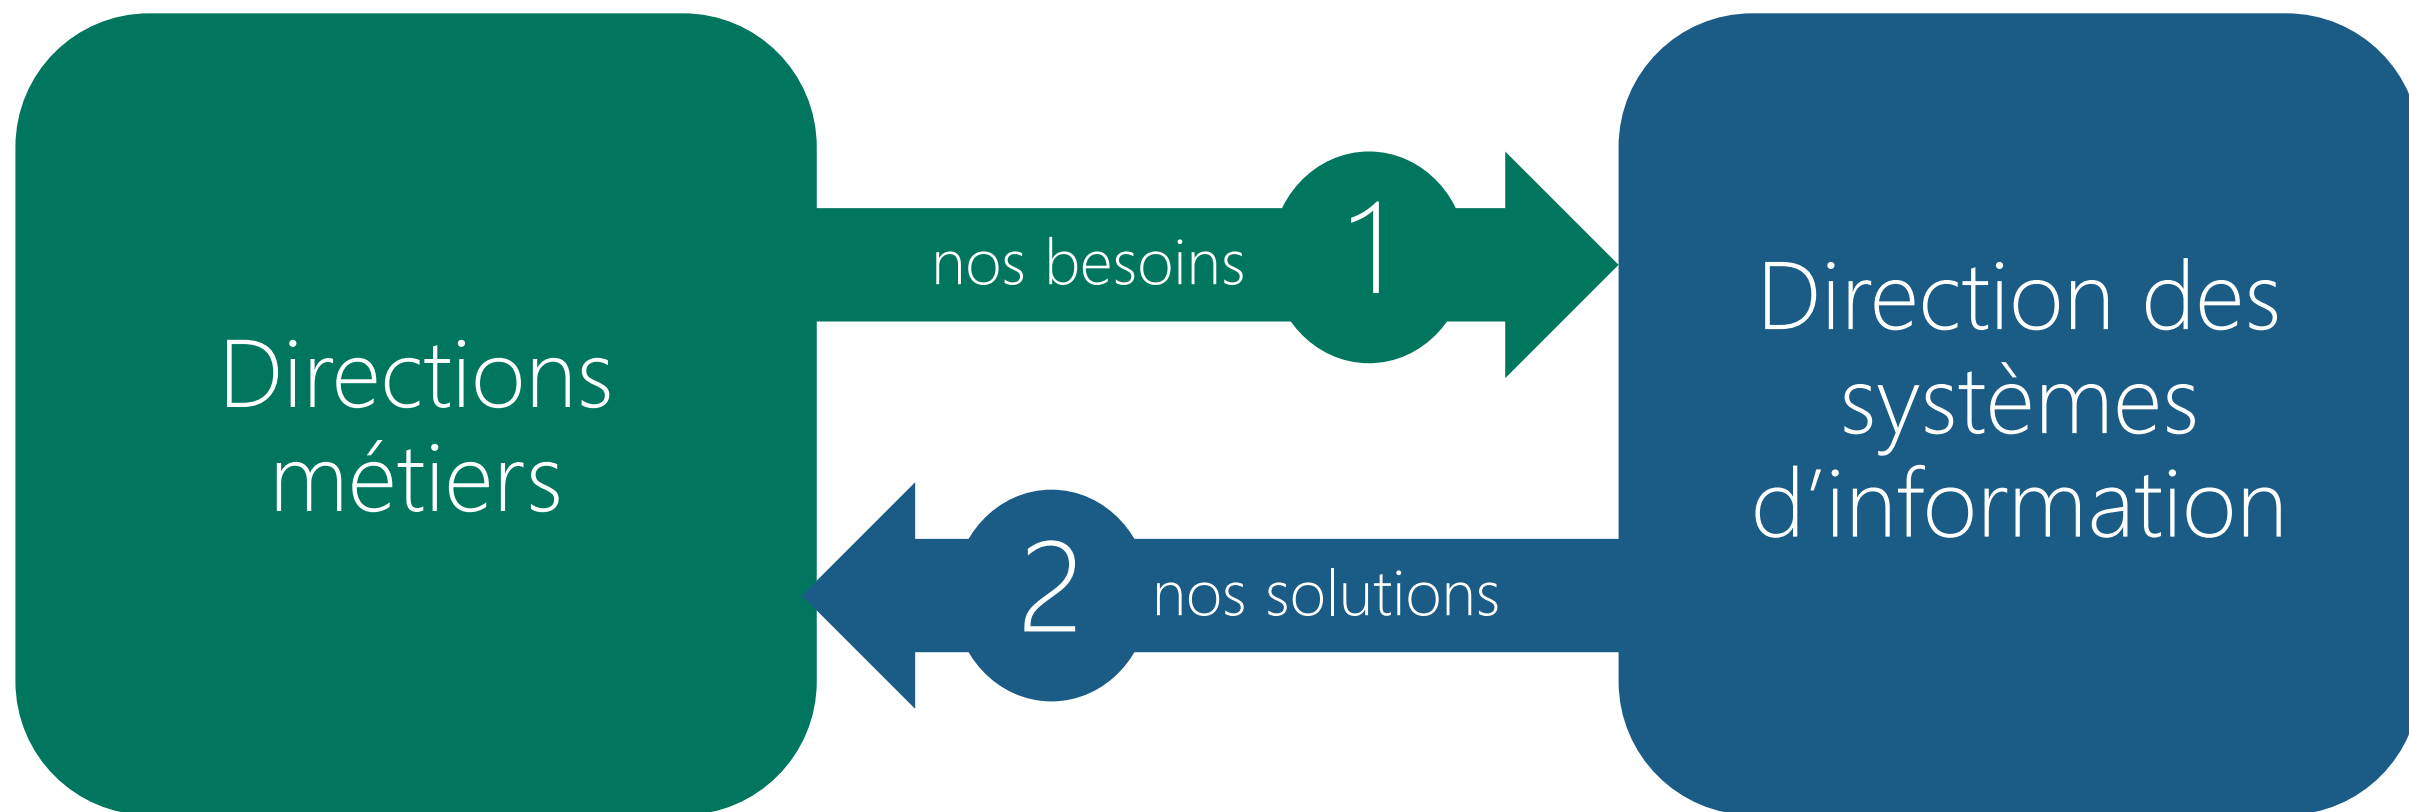 Directions
métiers
nos besoins
1
2
nos solutions
Direction des
systèmes
d’information